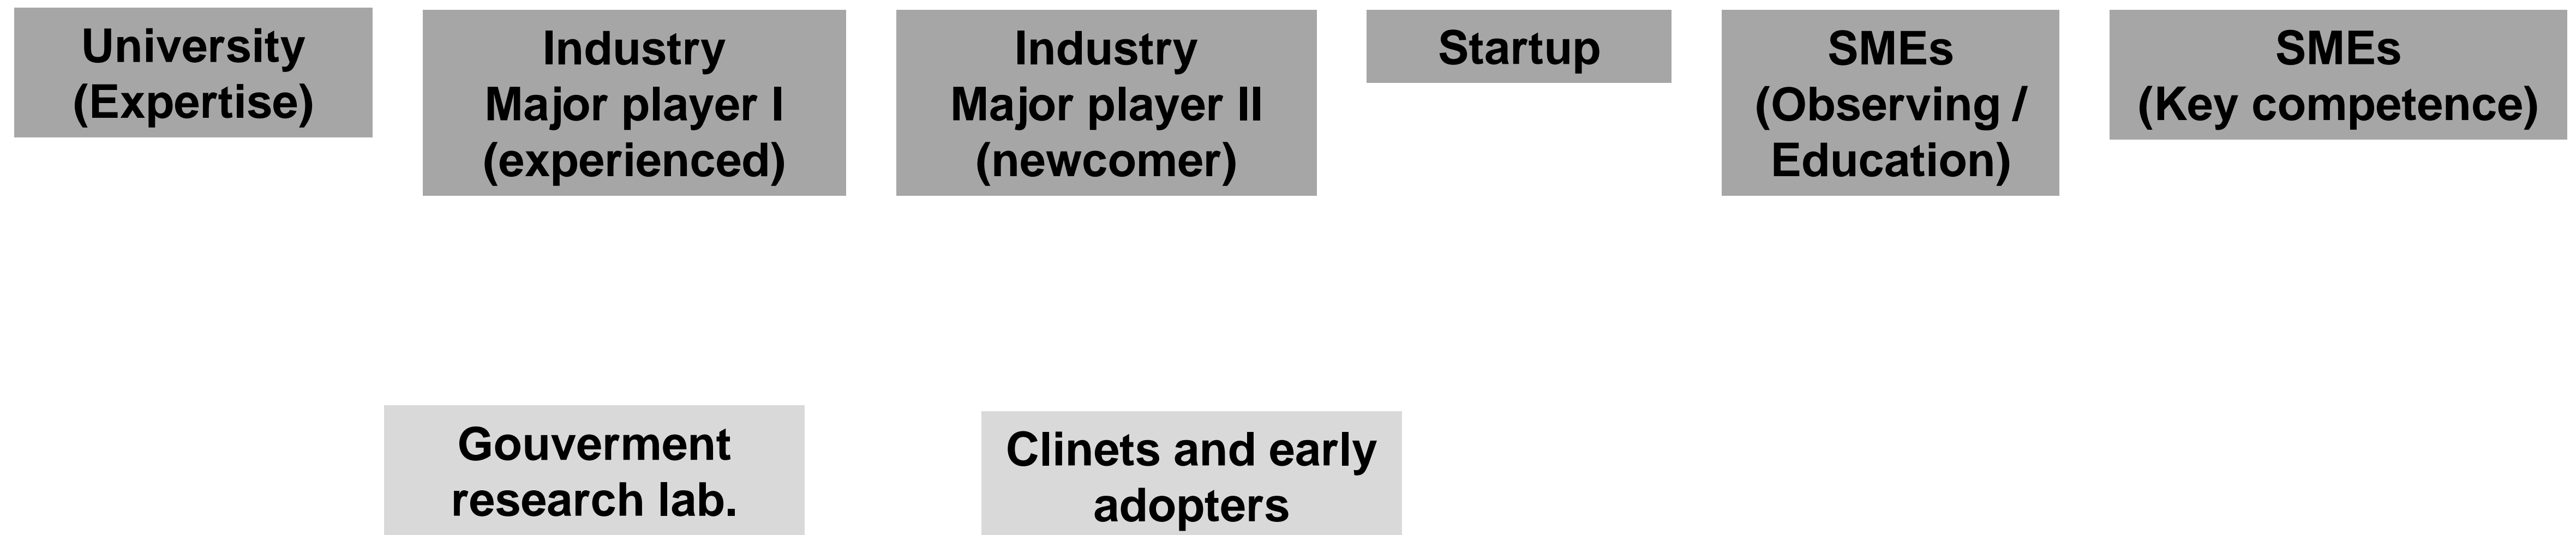 University
(Expertise)
Industry
Major player I
(experienced)
Industry
Major player II
(newcomer)
Startup
SMEs
(Observing /
Education)
SMEs
(Key competence)
Gouverment
research lab.
Clinets and early
adopters